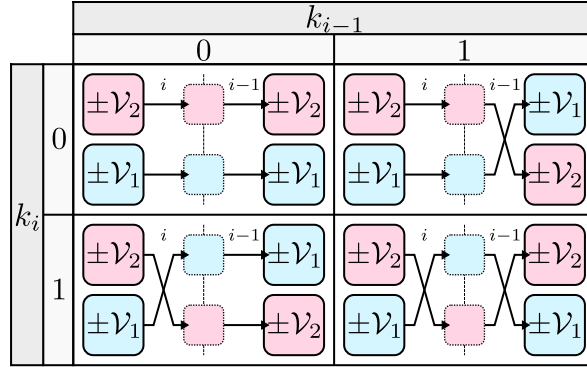 k_{i−1}
0 1
k_i
0
±𝒱₂ i i−1 ±𝒱₂ ±𝒱₂ i i−1 ±𝒱₁
±𝒱₁ ±𝒱₁ ±𝒱₁ ±𝒱₂
1
±𝒱₂ i i−1 ±𝒱₁ ±𝒱₂ i i−1 ±𝒱₂
±𝒱₁ ±𝒱₂ ±𝒱₁ ±𝒱₁